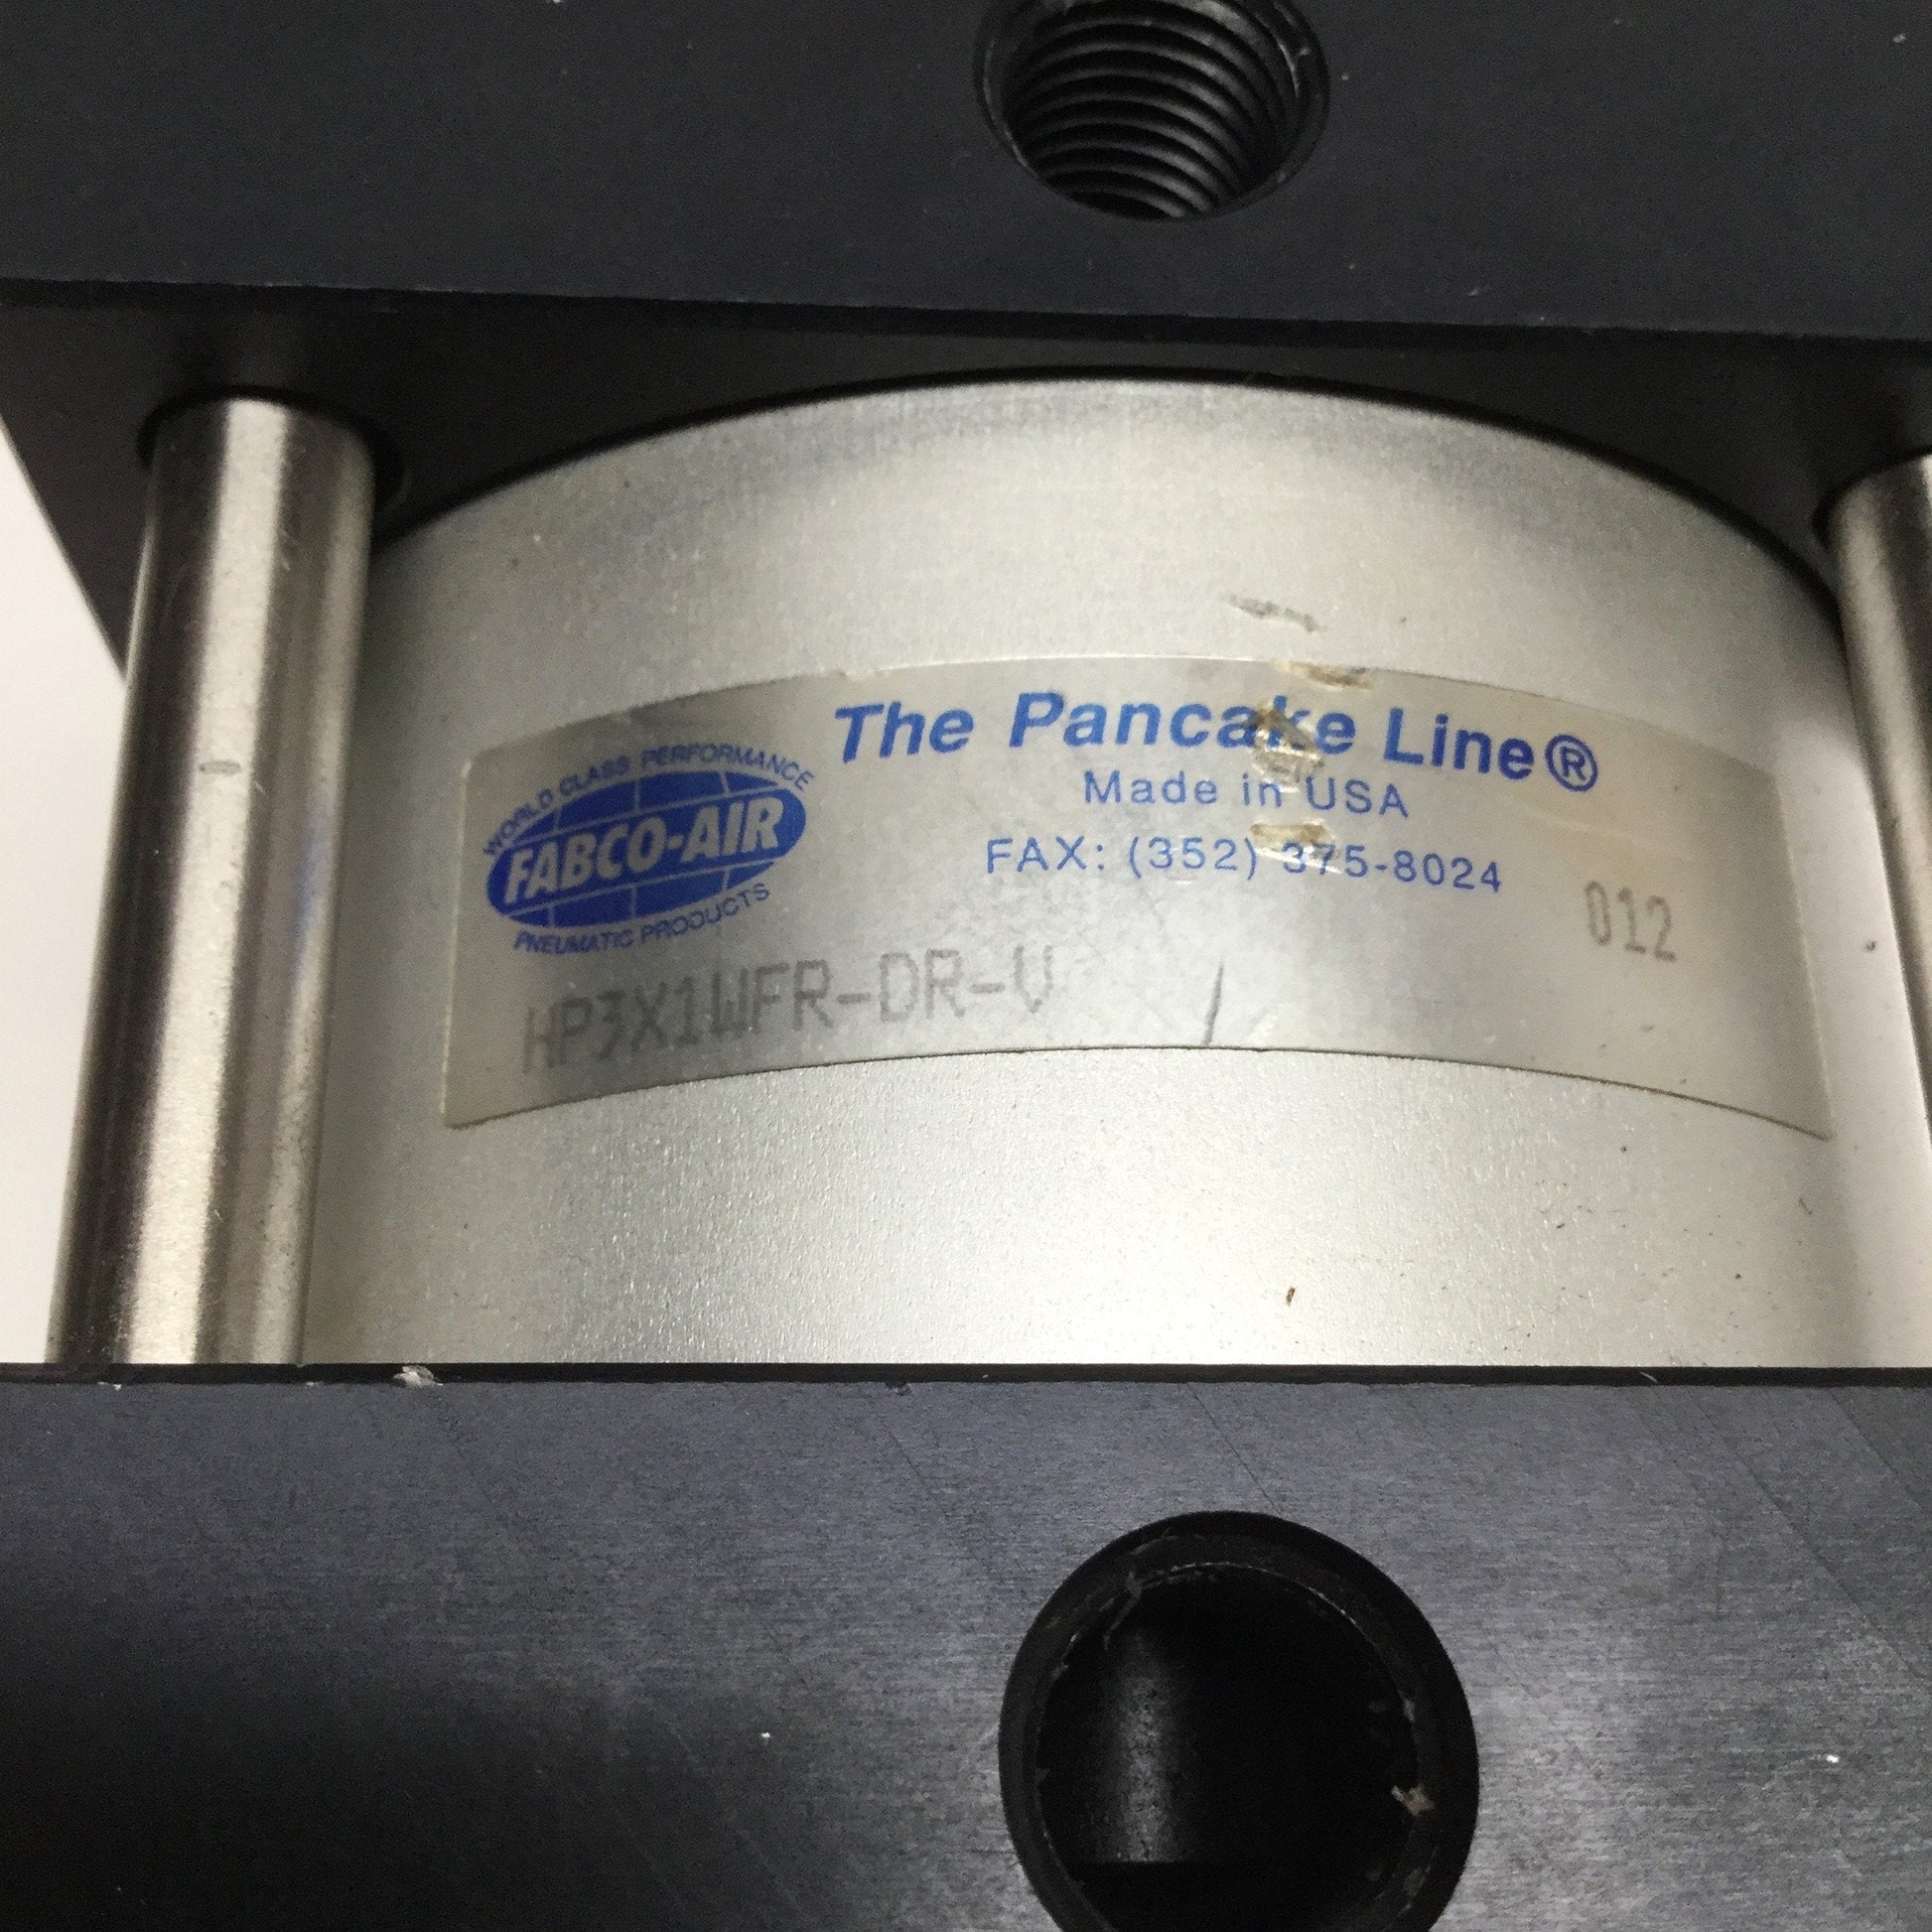 WORLD CLASS PERFORMANCE
FABCO-AIR
PNEUMATIC PRODUCTS
The Pancake Line®
Made in USA
FAX: (352) 375-8024
012
HP3X1WFR-DR-V